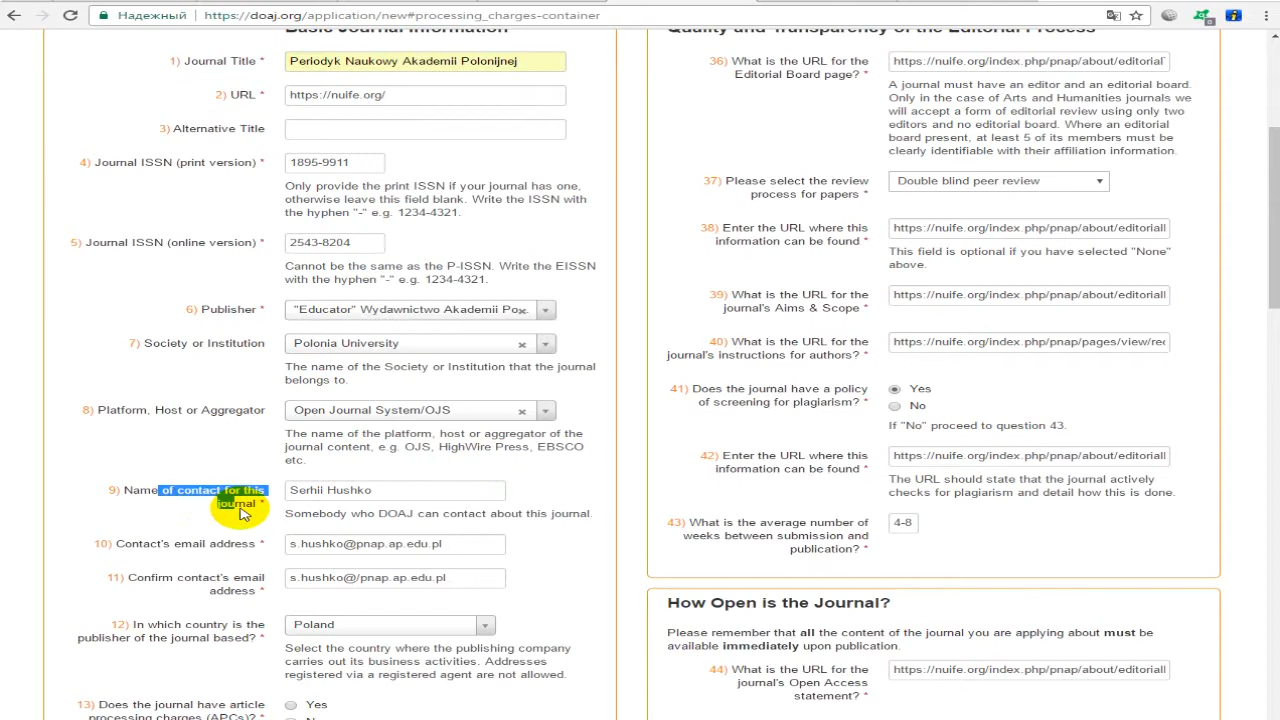 Надежный
https://doaj.org/application/new#processing_charges-container
Basic Journal Information
1) Journal Title *
Periodyk Naukowy Akademii Polonijnej
2) URL *
https://nuife.org/
3) Alternative Title
4) Journal ISSN (print version) *
1895-9911
Only provide the print ISSN If your journal has one,
otherwise leave this field blank. Write the ISSN with
the hyphen "-" e.g. 1234-4321.
5) Journal ISSN (online version) *
2543-8204
Cannot be the same as the P-ISSN. Write the EISSN
with the hyphen "-" e.g. 1234-4321.
6) Publisher *
"Educator" Wydawnictwo Akademii Po...
7) Society or Institution
Polonia University
The name of the Society or Institution that the journal
belongs to.
8) Platform, Host or Aggregator
Open Journal System/OJS
The name of the platform, host or aggregator of the
journal content, e.g. OJS, HighWire Press, EBSCO
etc.
9) Name of contact for this
journal *
Serhii Hushko
Somebody who DOAJ can contact about this journal.
10) Contact's email address *
s.hushko@pnap.ap.edu.pl
11) Confirm contact's email
address *
s.hushko@/pnap.ap.edu.pl
12) In which country is the
publisher of the journal based? *
Poland
Select the country where the publishing company
carries out its business activities. Addresses
registered via a registered agent are not allowed.
13) Does the journal have article
processing charges (APCs)? *
Yes
No
Quality and Transparency of the Editorial Process
36) What is the URL for the
Editorial Board page? *
https://nuife.org/index.php/pnap/about/editorial
A journal must have an editor and an editorial board.
Only in the case of Arts and Humanities journals we
will accept a form of editorial review using only two
editors and no editorial board. Where an editorial
board present, at least 5 of its members must be
clearly identifiable with their affiliation information.
37) Please select the review
process for papers *
Double blind peer review
38) Enter the URL where this
information can be found *
https://nuife.org/index.php/pnap/about/editoriall
This field is optional if you have selected "None"
above.
39) What is the URL for the
journal's Aims & Scope *
https://nuife.org/index.php/pnap/about/editoriall
40) What is the URL for the
journal's instructions for authors? *
https://nuife.org/index.php/pnap/pages/view/rec
41) Does the journal have a policy
of screening for plagiarism? *
Yes
No
If "No" proceed to question 43.
42) Enter the URL where this
information can be found *
https://nuife.org/index.php/pnap/about/editoriall
The URL should state that the journal actively
checks for plagiarism and detail how this is done.
43) What is the average number of
weeks between submission and
publication? *
4-8
How Open is the Journal?
Please remember that all the content of the journal you are applying about must be
available immediately upon publication.
44) What is the URL for the
journal's Open Access
statement? *
https://nuife.org/index.php/pnap/about/editoriall